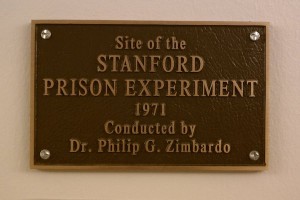 Site of the
STANFORD
PRISON EXPERIMENT
1971
Conducted by
Dr. Philip G. Zimbardo